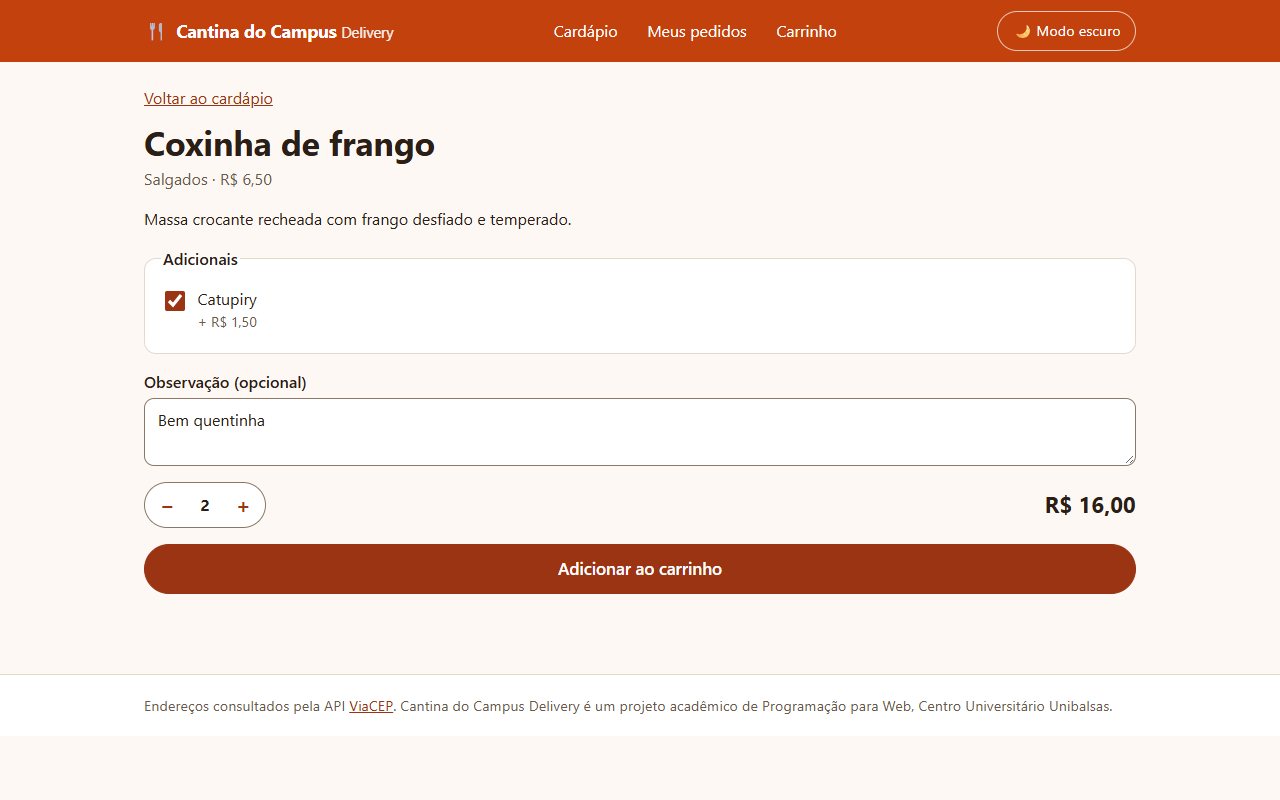 Cantina do Campus Delivery
Cardápio
Meus pedidos
Carrinho
🌙 Modo escuro
Voltar ao cardápio
Coxinha de frango
Salgados · R$ 6,50
Massa crocante recheada com frango desfiado e temperado.
Adicionais
Catupiry
+ R$ 1,50
Observação (opcional)
Bem quentinha
− 2 +
R$ 16,00
Adicionar ao carrinho
Endereços consultados pela API ViaCEP. Cantina do Campus Delivery é um projeto acadêmico de Programação para Web, Centro Universitário Unibalsas.